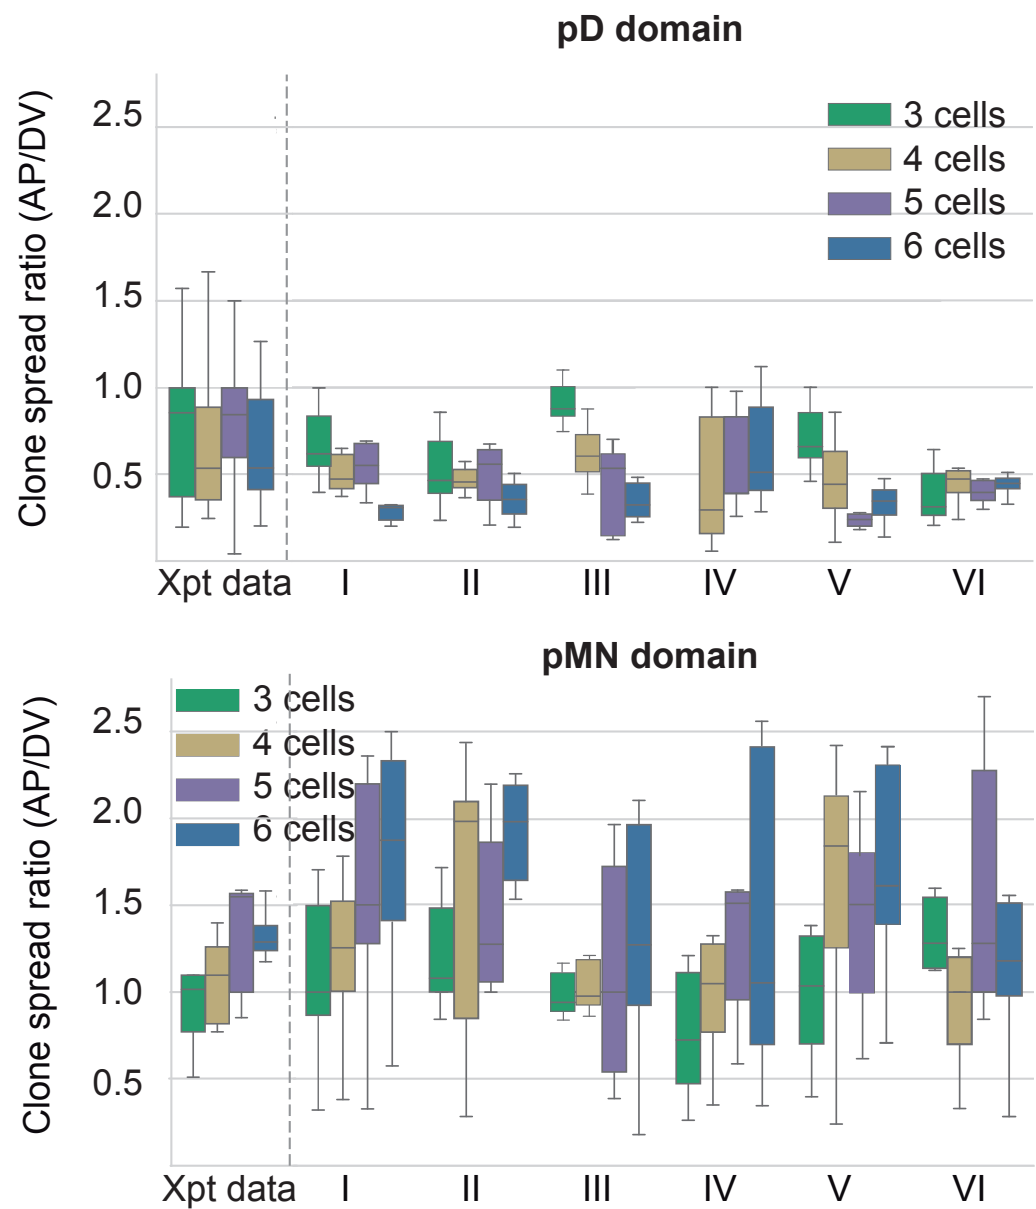 pD domain
Clone spread ratio (AP/DV)
2.5
2.0
1.5
1.0
0.5
3 cells
4 cells
5 cells
6 cells
Xpt data I II III IV V VI
pMN domain
Clone spread ratio (AP/DV)
2.5
2.0
1.5
1.0
0.5
3 cells
4 cells
5 cells
6 cells
Xpt data I II III IV V VI